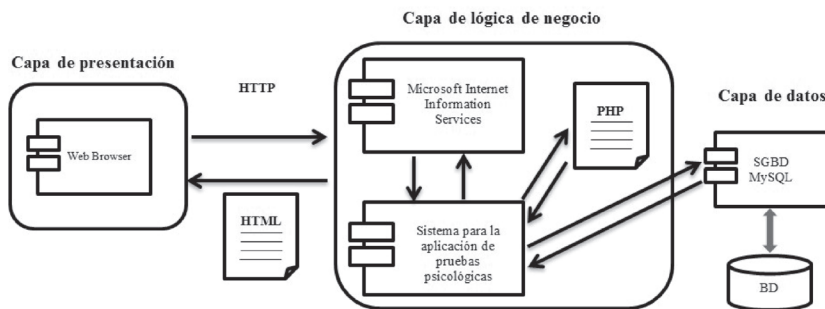 Capa de lógica de negocio
Capa de presentación
HTTP
Microsoft Internet
Information
Services
PHP
Capa de datos
Web Browser
SGBD
MySQL
HTML
Sistema para la
aplicación de
pruebas
psicológicas
BD